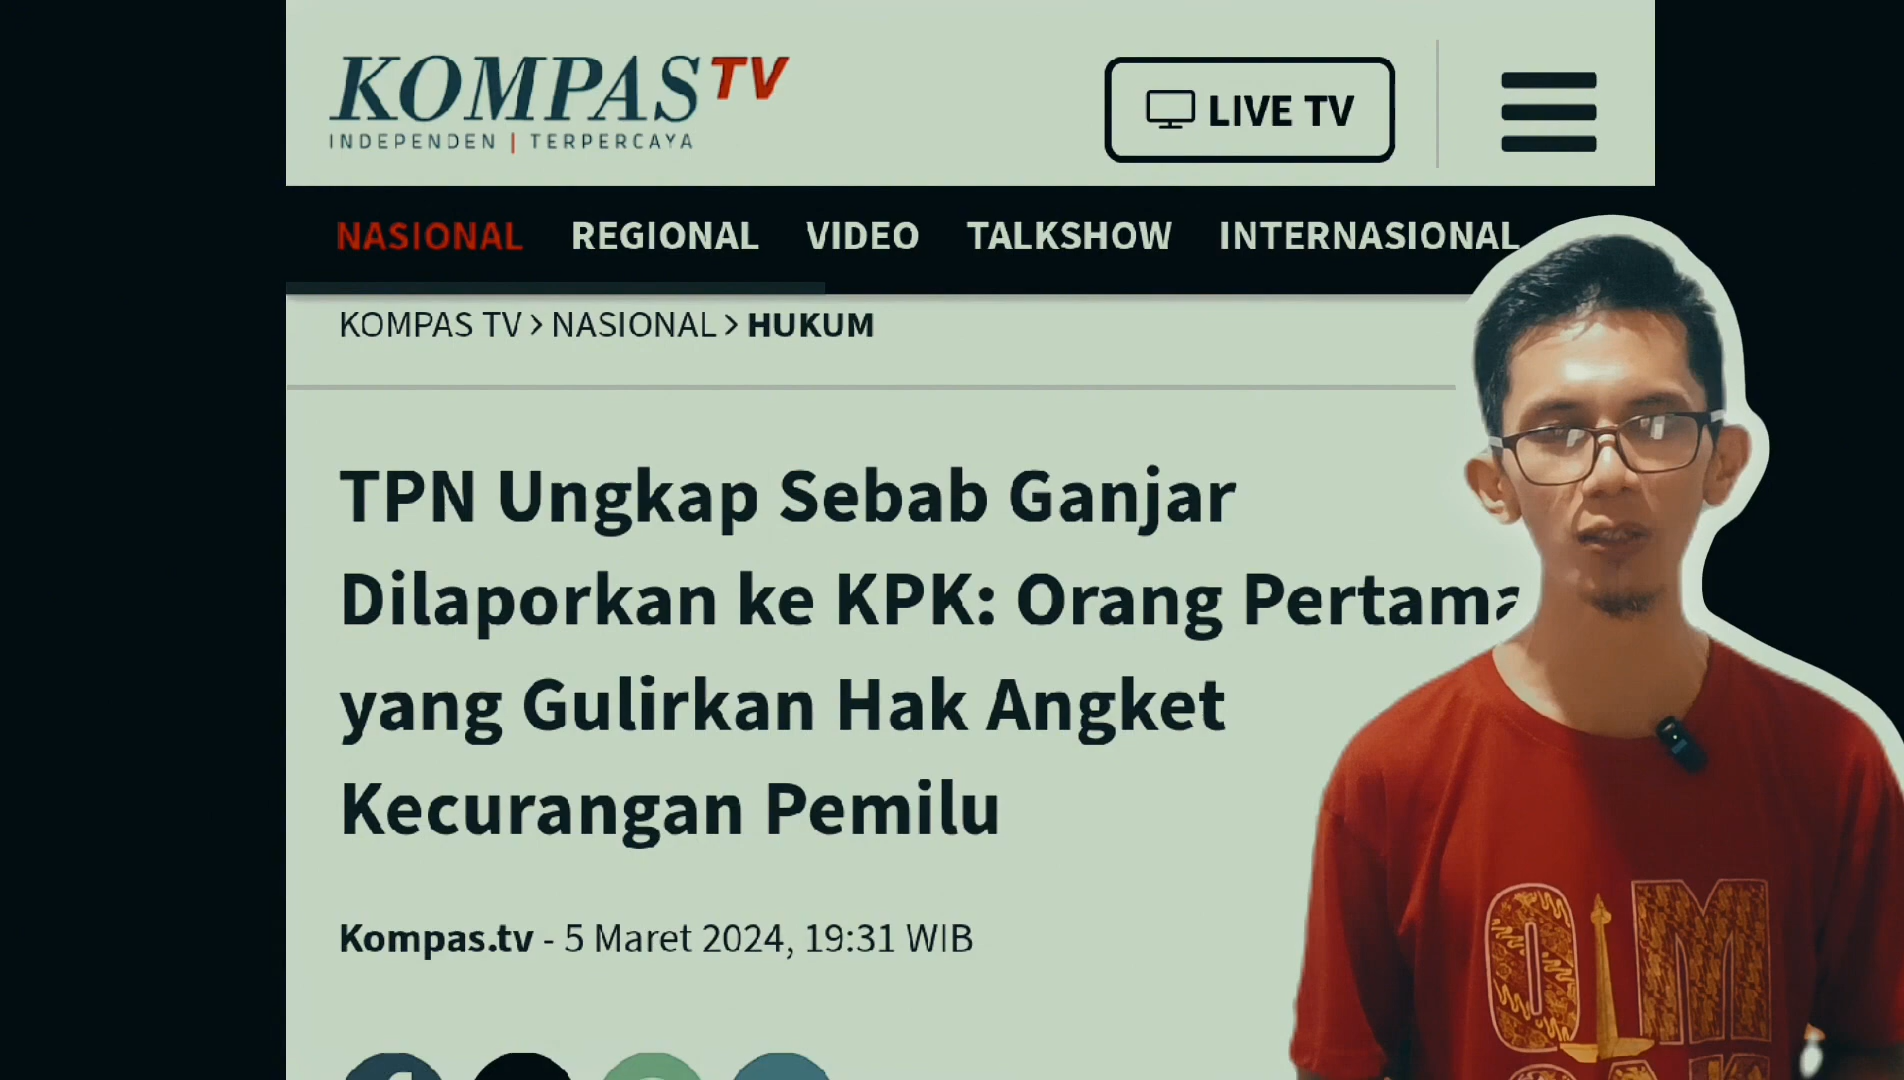 KOMPAS TV
INDEPENDEN | TERPERCAYA
LIVE TV
NASIONAL REGIONAL VIDEO TALKSHOW INTERNASIONAL
KOMPAS TV > NASIONAL > HUKUM
TPN Ungkap Sebab Ganjar
Dilaporkan ke KPK: Orang Pertama
yang Gulirkan Hak Angket
Kecurangan Pemilu
Kompas.tv - 5 Maret 2024, 19:31 WIB